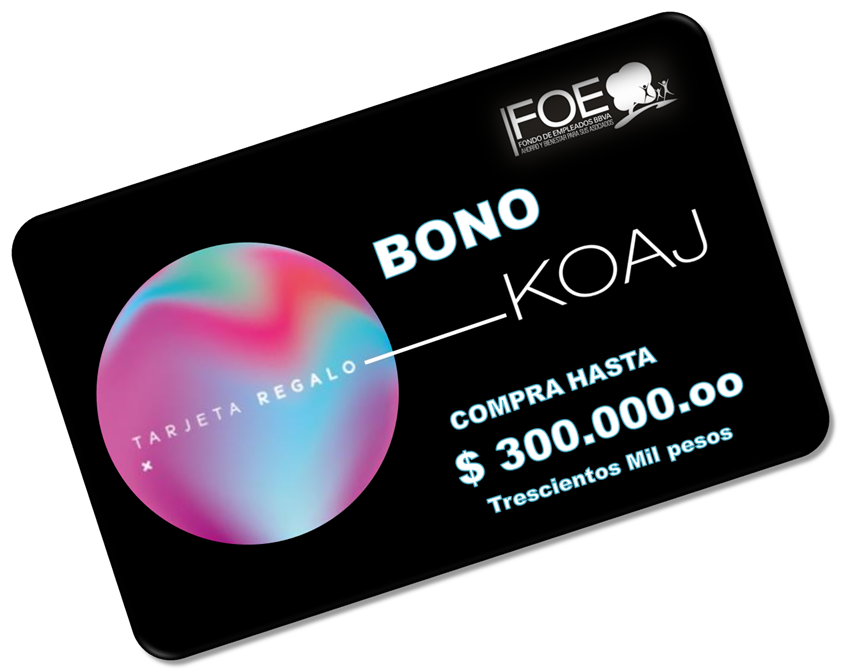 FOE
FONDO DE EMPLEADOS BBVA
AHORRO Y BIENESTAR PARA SUS ASOCIADOS
BONO
KOAJ
TARJETA REGALO
COMPRA HASTA
$ 300.000.oo
Trescientos Mil pesos